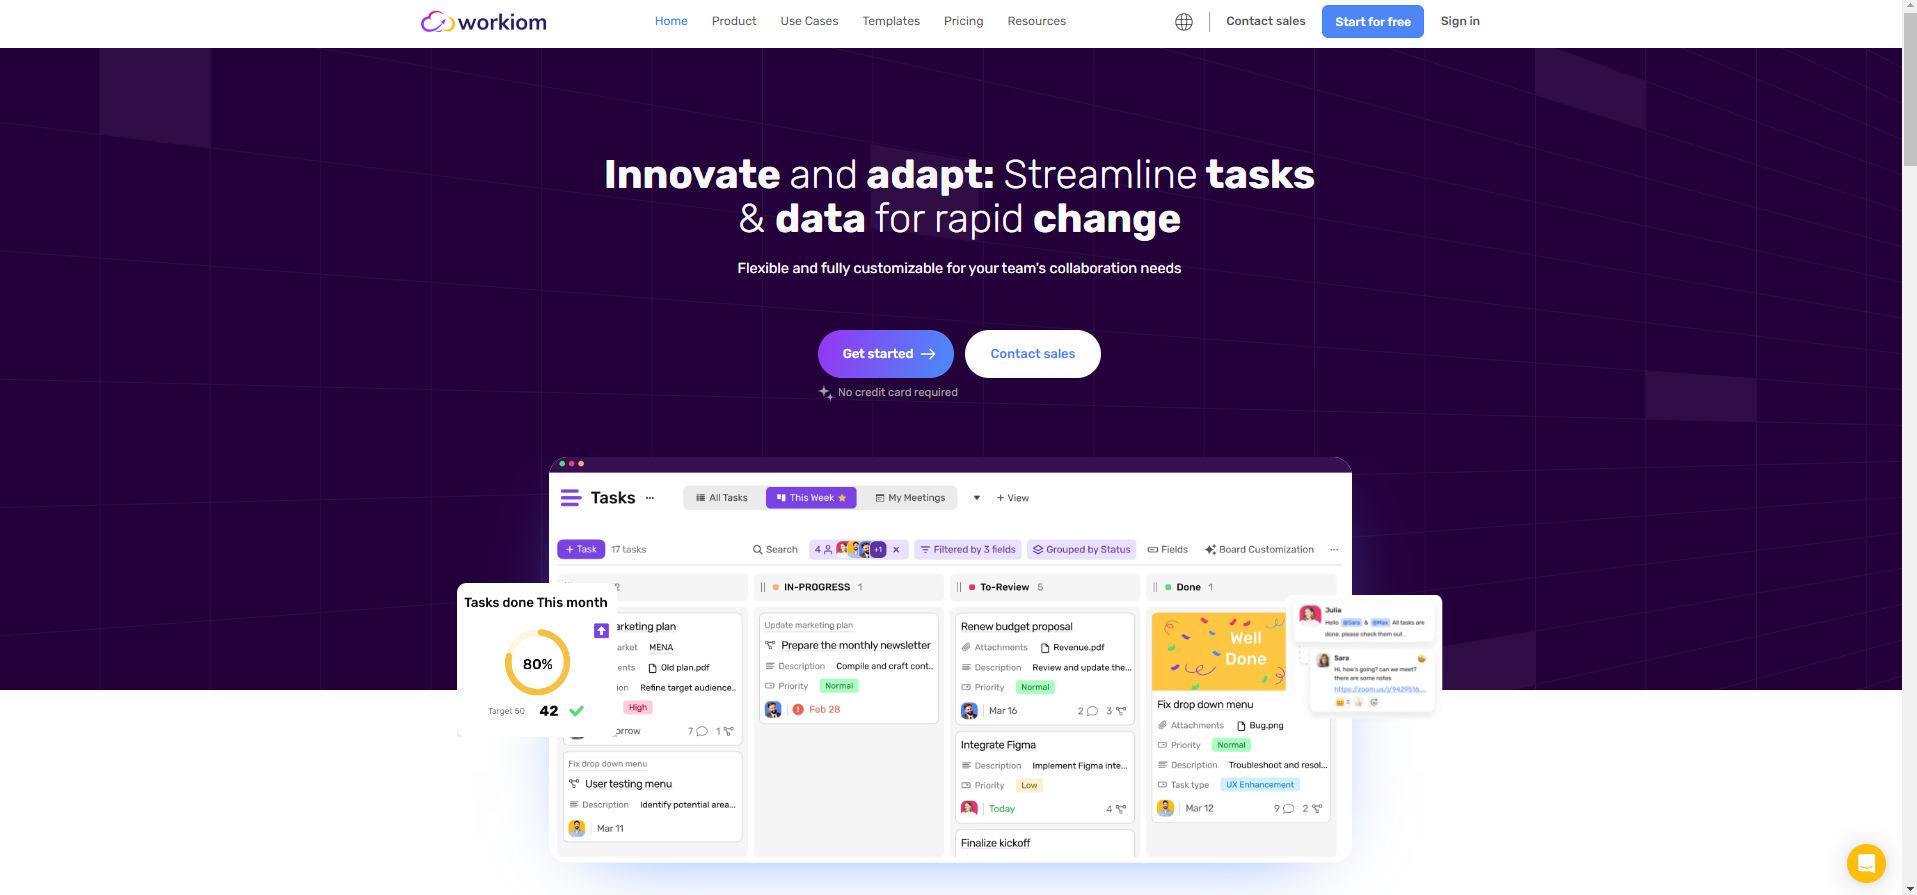 workiom
Home Product Use Cases Templates Pricing Resources
Contact sales Start for free Sign in
Innovate and adapt: Streamline tasks
& data for rapid change
Flexible and fully customizable for your team's collaboration needs
Get started → Contact sales
No credit card required
Tasks ··· All Tasks This Week My Meetings + View
+ Task 17 tasks Search 4 +1 × Filtered by 3 fields Grouped by Status Fields Board Customization ···
Tasks done This month
80%
Target 50 42
2
arketing plan
arket MENA
ents Old plan.pdf
ion Refine target audience..
High
orrow 7 1
Fix drop down menu
User testing menu
Description Identify potential area...
Mar 11
IN-PROGRESS 1
Update marketing plan
Prepare the monthly newsletter
Description Compile and craft cont..
Priority Normal
Feb 28
To-Review 5
Renew budget proposal
Attachments Revenue.pdf
Description Review and update the...
Priority Normal
Mar 16 2 3
Integrate Figma
Description Implement Figma inte...
Priority Low
Today 4
Finalize kickoff
Done 1
Well
Done
Fix drop down menu
Attachments Bug.png
Priority Normal
Description Troubleshoot and resol...
Task type UX Enhancement
Mar 12 9 2
Julia
Hello @Sara & @Max All tasks are
done, please check them out .
Sara
Hi, how's going? can we meet?
there are some notes
https://zoom.us/j/9429516...